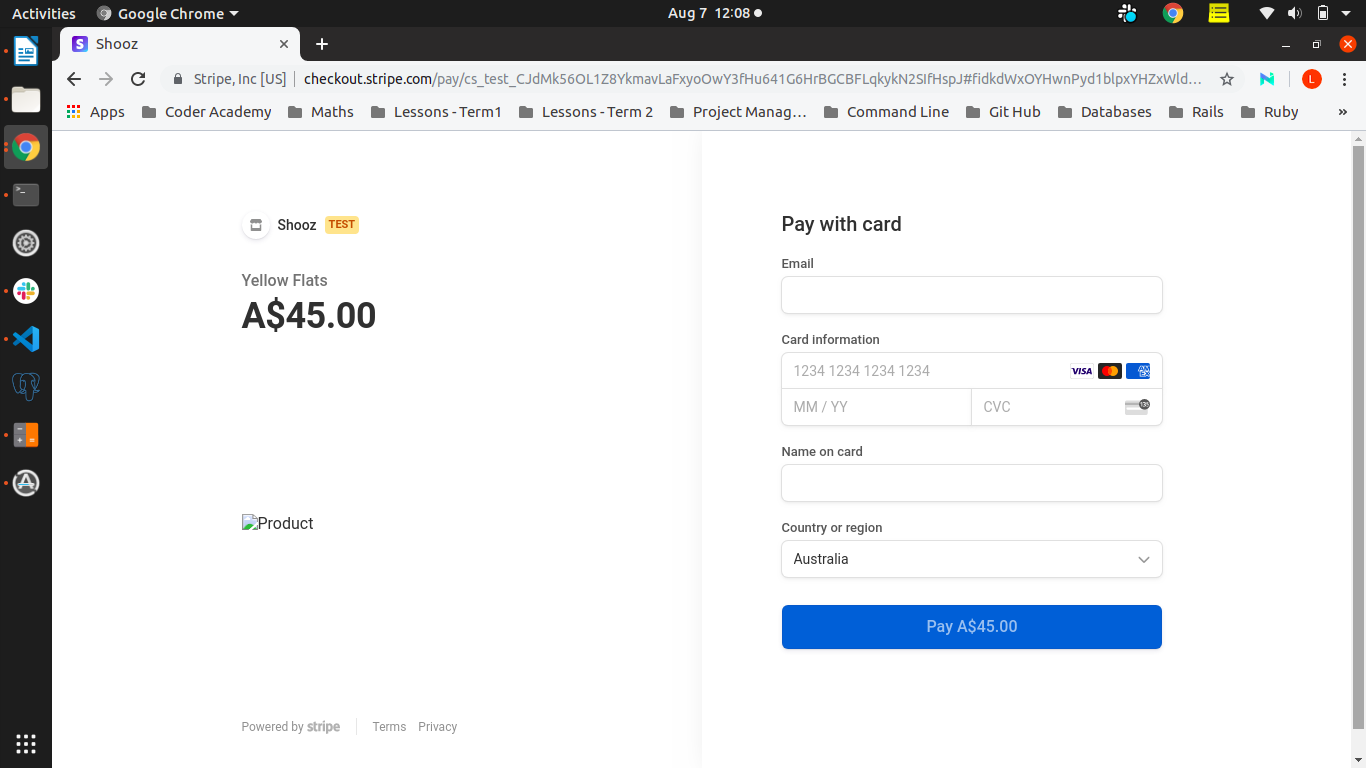 Activities
Google Chrome
Aug 7 12:08
Shooz
Stripe, Inc [US]
checkout.stripe.com/pay/cs_test_CJdMk56OL1Z8YkmavLaFxyoOwY3fHu641G6HrBGCBFLqkykN2SIfHspJ#fidkdWxOYHwnPyd1blpxYHZxWld...
L
Apps
Coder Academy
Maths
Lessons - Term1
Lessons - Term 2
Project Manag...
Command Line
Git Hub
Databases
Rails
Ruby
»
Shooz TEST
Yellow Flats
A$45.00
Product
Powered by stripe
Terms
Privacy
Pay with card
Email
Card information
1234 1234 1234 1234
VISA
AMEX
MM / YY
CVC
135
Name on card
Country or region
Australia
Pay A$45.00